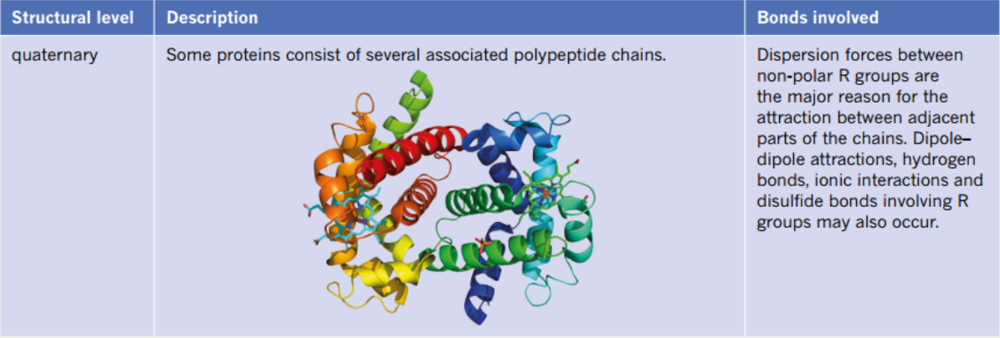 Structural level
Description
Bonds involved
quaternary
Some proteins consist of several associated polypeptide chains.
Dispersion forces between
non-polar R groups are
the major reason for the
attraction between adjacent
parts of the chains. Dipole–
dipole attractions, hydrogen
bonds, ionic interactions and
disulfide bonds involving R
groups may also occur.